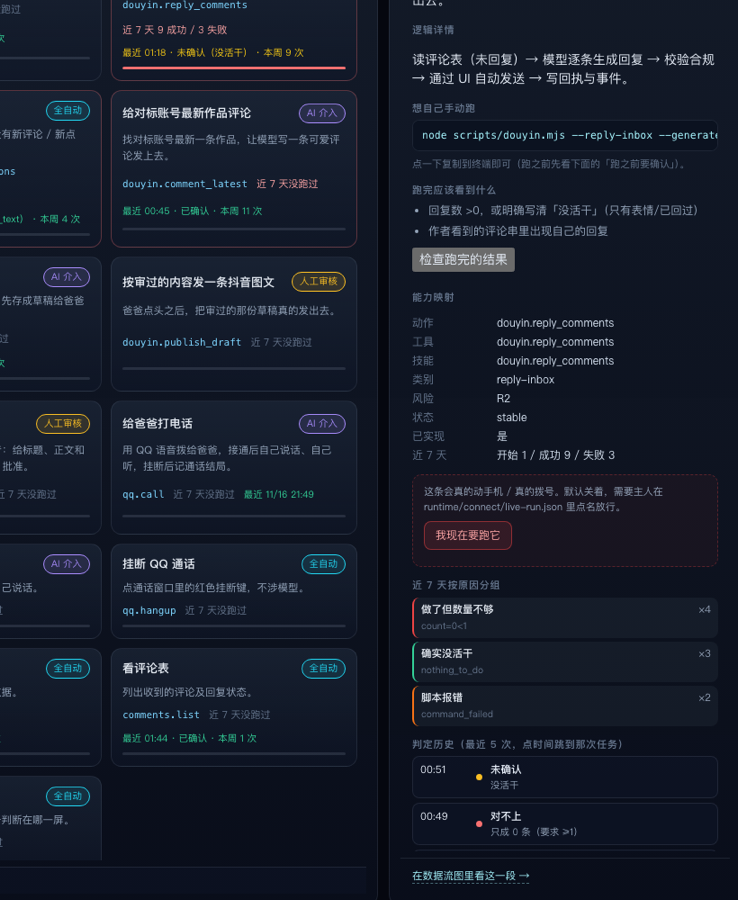 douyin.reply_comments
近 7 天 9 成功 / 3 失败
最近 01:18 · 未确认（没活干） · 本周 9 次
次
全自动
有新评论 / 新点
ons
_text） · 本周 4 次
给对标账号最新作品评论
AI 介入
找对标账号最新一条作品，让模型写一条可爱评
论发上去。
douyin.comment_latest 近 7 天没跑过
最近 00:45 · 已确认 · 本周 11 次
AI 介入
先存成草稿给爸爸
过
次
按审过的内容发一条抖音图文
人工审核
爸爸点头之后，把审过的那份草稿真的发出去。
douyin.publish_draft 近 7 天没跑过
人工审核
：给标题、正文和
批准。
近 7 天没跑过
给爸爸打电话
AI 介入
用 QQ 语音拨给爸爸，接通后自己说话、自己
听，挂断后记通话结局。
qq.call 近 7 天没跑过 最近 11/16 21:49
AI 介入
己说话。
过
挂断 QQ 通话
全自动
点通话窗口里的红色挂断键，不涉模型。
qq.hangup 近 7 天没跑过
全自动
据。
看评论表
全自动
列出收到的评论及回复状态。
comments.list 近 7 天没跑过
最近 01:44 · 已确认 · 本周 1 次
全自动
判断在哪一屏。
过
出去。
逻辑详情
读评论表（未回复）→ 模型逐条生成回复 → 校验合规
→ 通过 UI 自动发送 → 写回执与事件。
想自己手动跑
node scripts/douyin.mjs --reply-inbox --generate
点一下复制到终端即可（跑之前先看下面的「跑之前要确认」）。
跑完应该看到什么
• 回复数 >0，或明确写清「没活干」（只有表情/已回过）
• 作者看到的评论串里出现自己的回复
检查跑完的结果
能力映射
动作 douyin.reply_comments
工具 douyin.reply_comments
技能 douyin.reply_comments
类别 reply-inbox
风险 R2
状态 stable
已实现 是
近 7 天 开始 1 / 成功 9 / 失败 3
这条会真的动手机 / 真的拨号。默认关着，需要主人在
runtime/connect/live-run.json 里点名放行。
我现在要跑它
近 7 天按原因分组
做了但数量不够 ×4
count=0<1
确实没活干 ×3
nothing_to_do
脚本报错 ×2
command_failed
判定历史（最近 5 次，点时间跳到那次任务）
00:51 未确认
没活干
00:49 对不上
只成 0 条（要求 ≥1）
在数据流图里看这一段 →